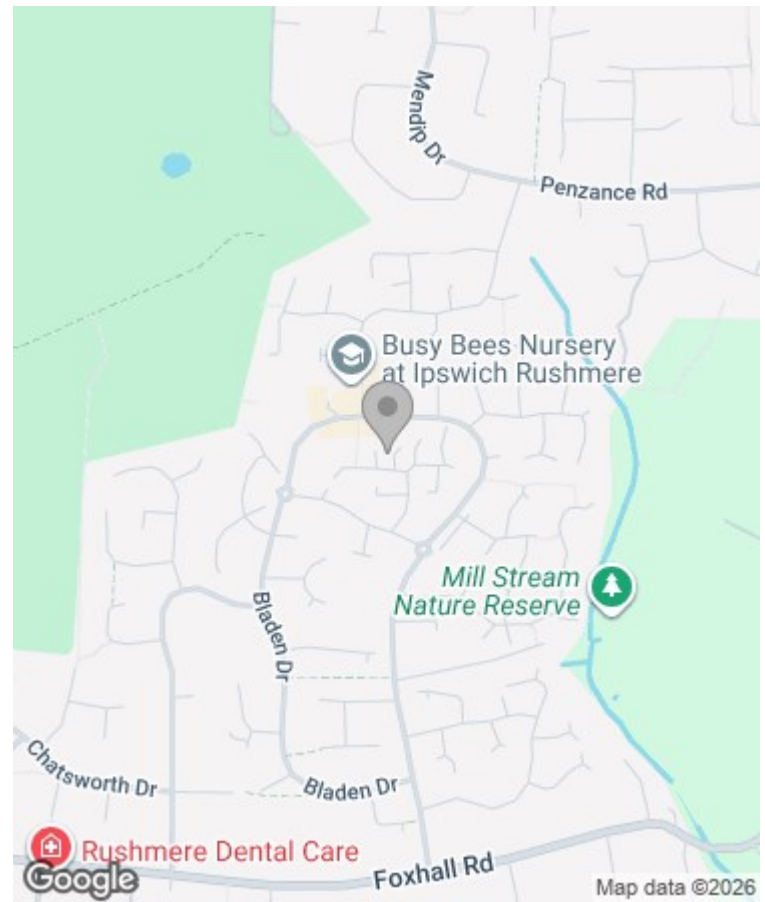 Mendip Dr
Penzance Rd
Busy Bees Nursery
at Ipswich Rushmere
Mill Stream
Nature Reserve
Bladen Dr
Chatsworth Dr
Bladen Dr
Rushmere Dental Care
Foxhall Rd
Google
Map data ©2026